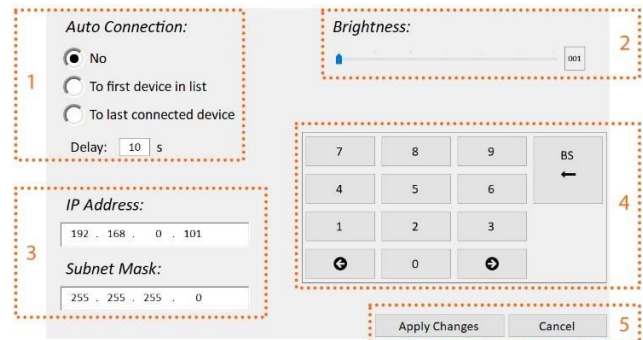 Auto Connection:
No
To first device in list
To last connected device
Delay: 10 s
1
Brightness:
001
2
IP Address:
192 . 168 . 0 . 101
Subnet Mask:
255 . 255 . 255 . 0
3
7 8 9 BS
4 5 6
1 2 3
0
4
Apply Changes Cancel
5